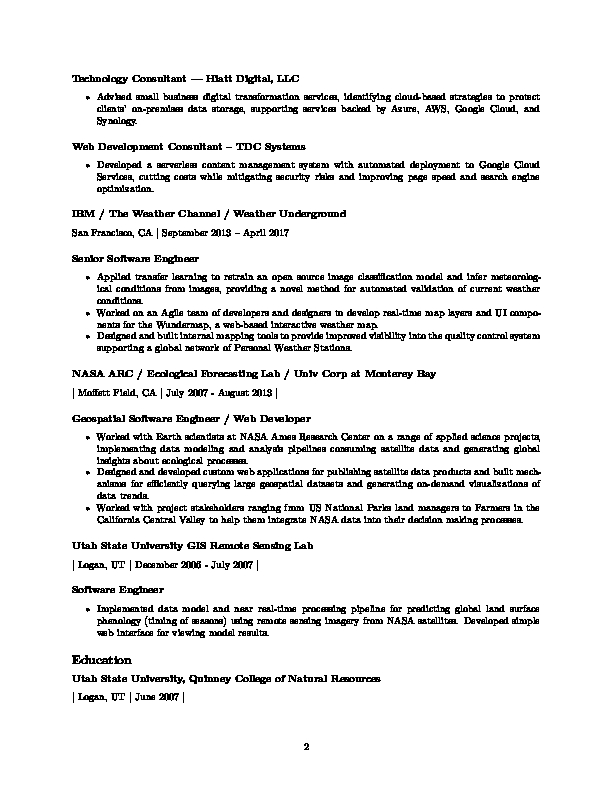 Technology Consultant — Hiatt Digital, LLC
• Advised small business digital transformation services, identifying cloud-based strategies to protect
clients' on-premises data storage, supporting services backed by Azure, AWS, Google Cloud, and
Synology.
Web Development Consultant – TDC Systems
• Developed a serverless content management system with automated deployment to Google Cloud
Services, cutting costs while mitigating security risks and improving page speed and search engine
optimization.
IBM / The Weather Channel / Weather Underground
San Francisco, CA | September 2013 – April 2017
Senior Software Engineer
• Applied transfer learning to retrain an open source image classification model and infer meteorolog-
ical conditions from images, providing a novel method for automated validation of current weather
conditions.
• Worked on an Agile team of developers and designers to develop real-time map layers and UI compo-
nents for the Wundermap, a web-based interactive weather map.
• Designed and built internal mapping tools to provide improved visibility into the quality control system
supporting a global network of Personal Weather Stations.
NASA ARC / Ecological Forecasting Lab / Univ Corp at Monterey Bay
| Moffett Field, CA | July 2007 - August 2013 |
Geospatial Software Engineer / Web Developer
• Worked with Earth scientists at NASA Ames Research Center on a range of applied science projects,
implementing data modeling and analysis pipelines consuming satellite data and generating global
insights about ecological processes.
• Designed and developed custom web applications for publishing satellite data products and built mech-
anisms for efficiently querying large geospatial datasets and generating on-demand visualizations of
data trends.
• Worked with project stakeholders ranging from US National Parks land managers to Farmers in the
California Central Valley to help them integrate NASA data into their decision making processes.
Utah State University GIS Remote Sensing Lab
| Logan, UT | December 2006 - July 2007 |
Software Engineer
• Implemented data model and near real-time processing pipeline for predicting global land surface
phenology (timing of seasons) using remote sensing imagery from NASA satellites. Developed simple
web interface for viewing model results.
Education
Utah State University, Quinney College of Natural Resources
| Logan, UT | June 2007 |
2